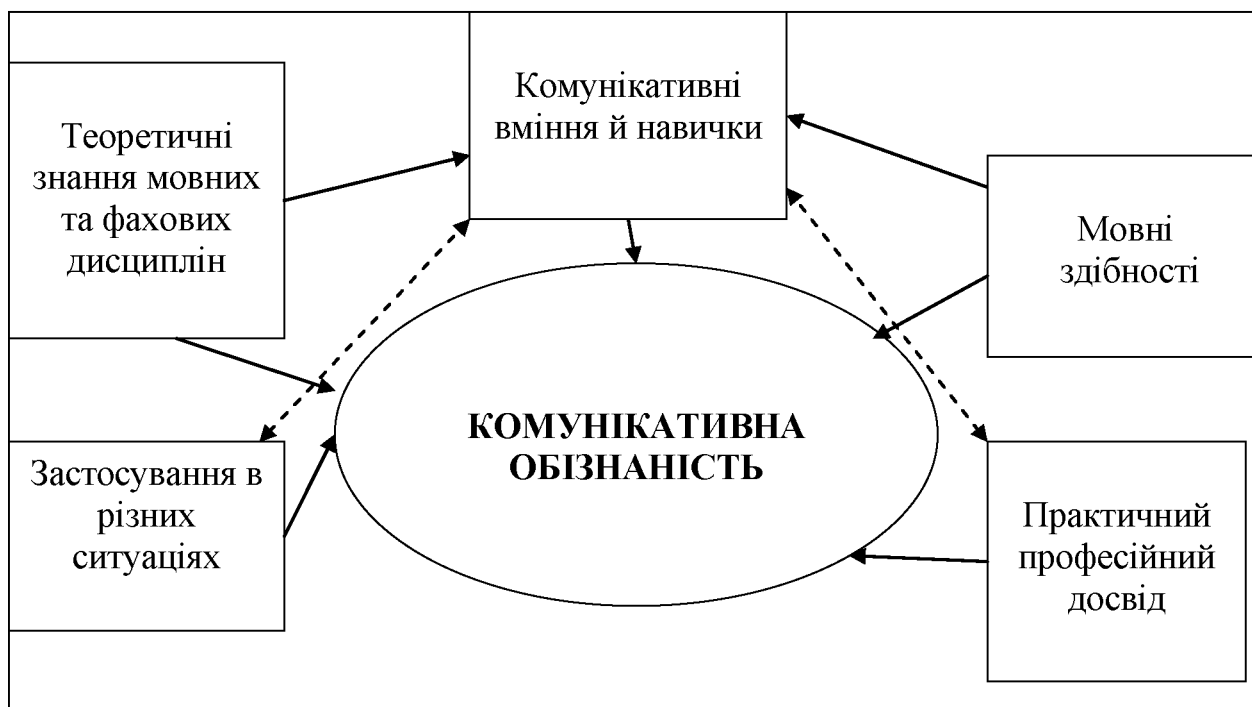 Комунікативні
вміння й навички
Теоретичні
знання мовних
та фахових
дисциплін
Мовні
здібності
КОМУНІКАТИВНА
ОБІЗНАНІСТЬ
Застосування в
різних
ситуаціях
Практичний
професійний
досвід